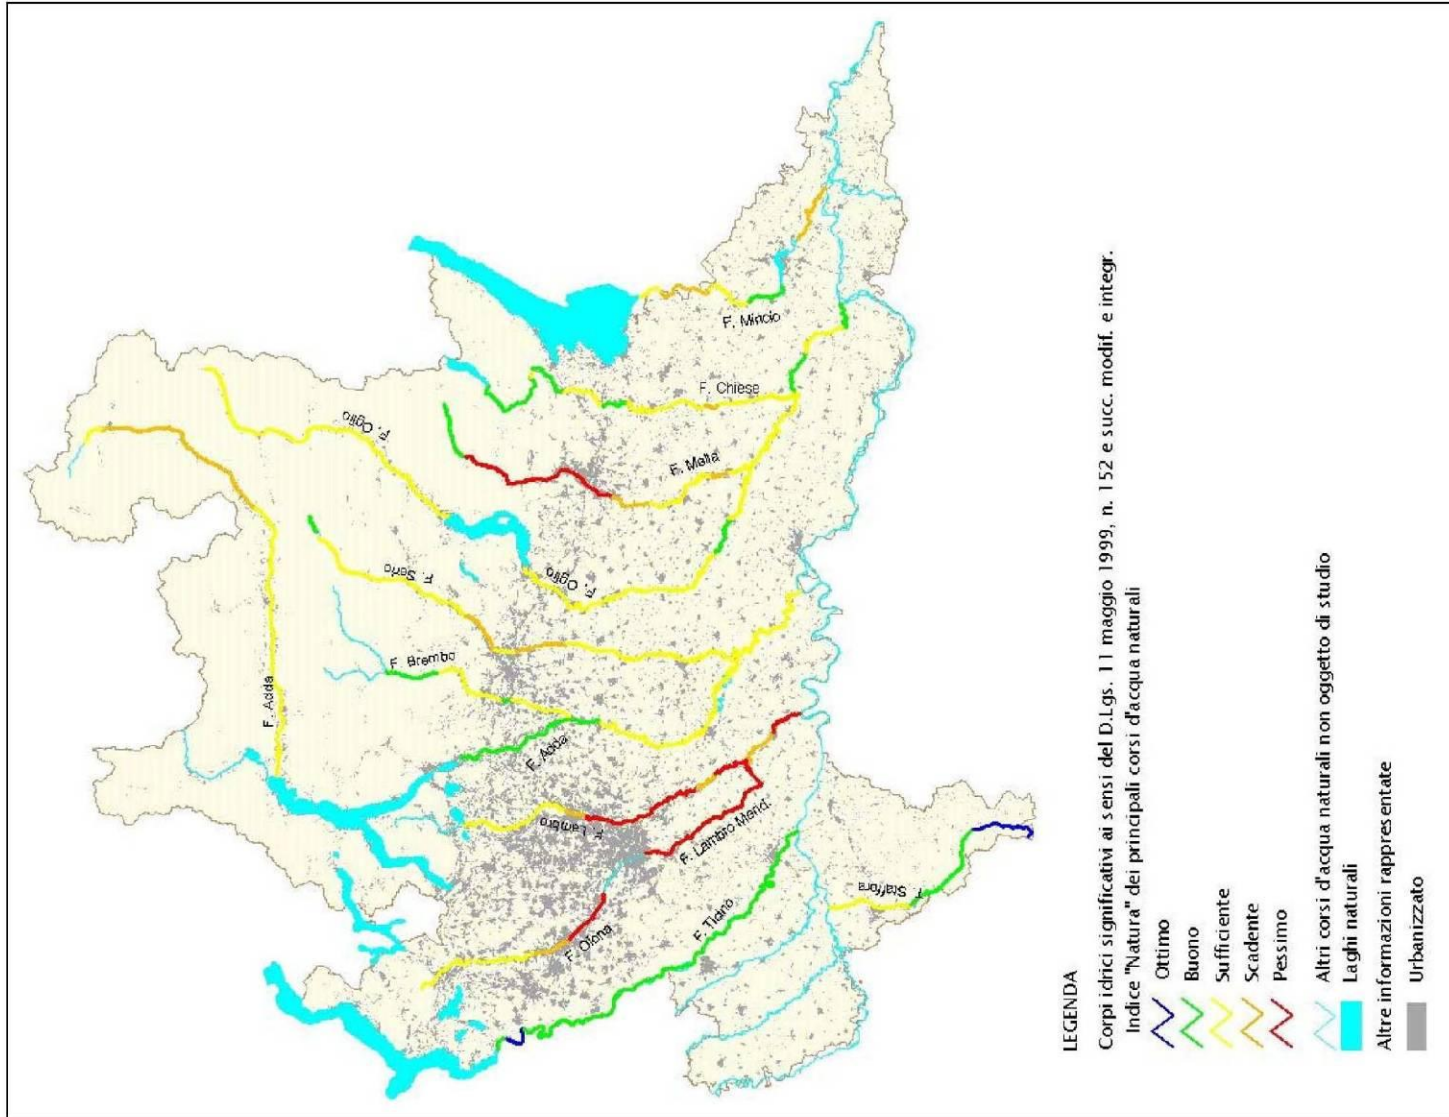 F. Mincio
F. Chiese
F. Oglio
F. Mella
F. Serio
F. Oglio
F. Brembo
F. Adda
F. Adda
F. Lambro
F. Lambro Merid.
F. Olona
F. Ticino
F. Staffora
LEGENDA
Corpi idrici significativi ai sensi del D.Lgs. 11 maggio 1999, n. 152 e succ. modif. e integr.
Indice "Natura" dei principali corsi d'acqua naturali
Ottimo
Buono
Sufficiente
Scadente
Pessimo
Altri corsi d'acqua naturali non oggetto di studio
Laghi naturali
Altre informazioni rappresentate
Urbanizzato